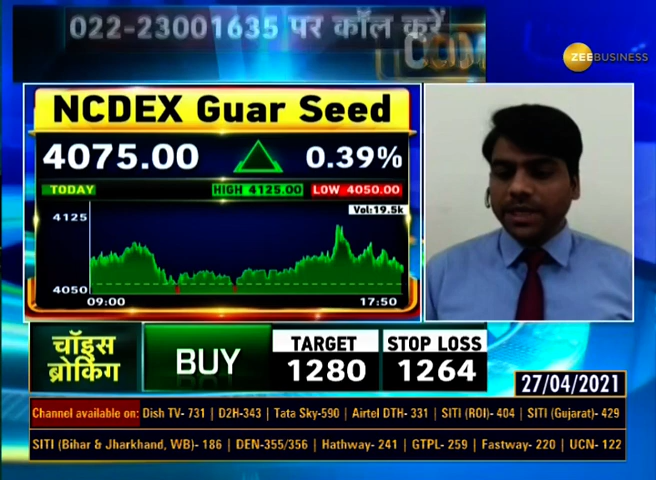 022-23001635 पर कॉल करें
ZEEBUSINESS
NCDEX Guar Seed
4075.00 0.39%
TODAY HIGH 4125.00 LOW 4050.00
Vol:19.5k
4125
4050
09:00 17:50
चॉइस
ब्रोकिंग
BUY
TARGET
1280
STOP LOSS
1264
27/04/2021
Channel available on: Dish TV- 731 | D2H-343 | Tata Sky-590 | Airtel DTH- 331 | SITI (ROI)- 404 | SITI (Gujarat)- 429
SITI (Bihar & Jharkhand, WB)- 186 | DEN-355/356 | Hathway- 241 | GTPL- 259 | Fastway- 220 | UCN- 122